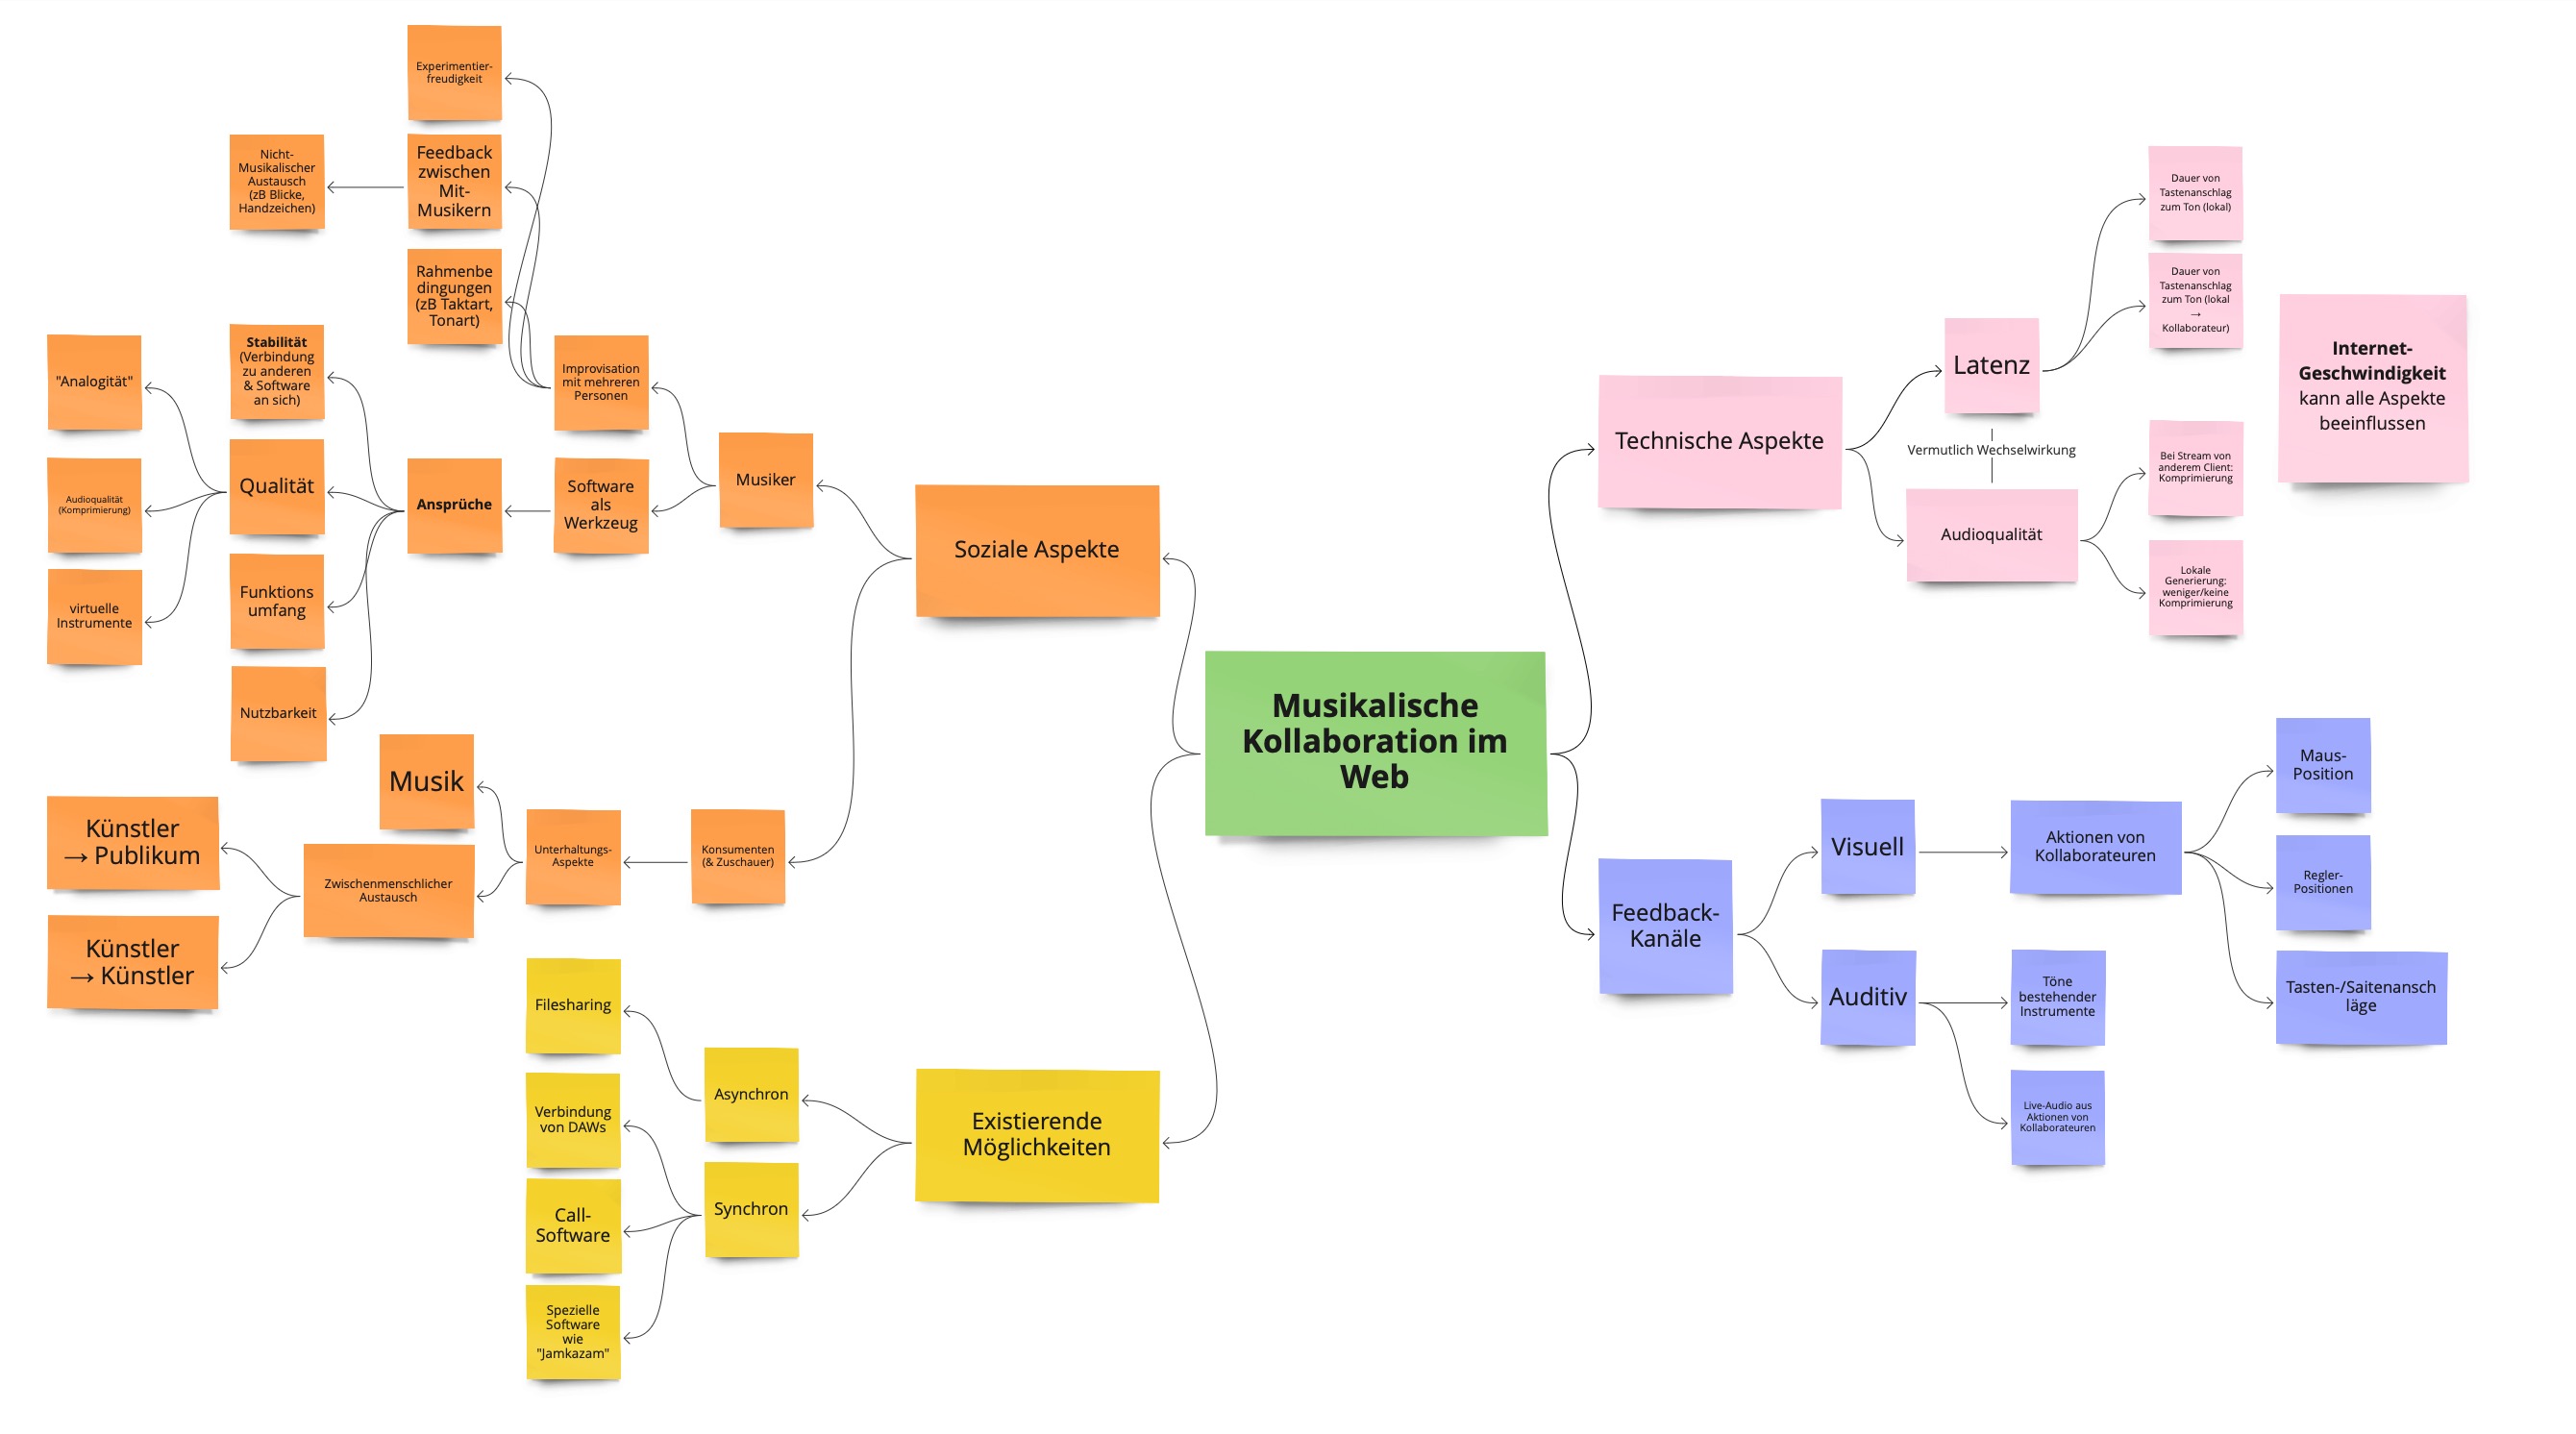 Experimentier-
freudigkeit
Nicht-
Musikalischer
Austausch
(zB Blicke,
Handzeichen)
Feedback
zwischen
Mit-
Musikern
Rahmenbe
dingungen
(zB Taktart,
Tonart)
"Analogität"
Stabilität
(Verbindung
zu anderen
& Software
an sich)
Improvisation
mit mehreren
Personen
Audioqualität
(Komprimierung)
Qualität
Ansprüche
Software
als
Werkzeug
Musiker
Soziale Aspekte
virtuelle
Instrumente
Funktions
umfang
Nutzbarkeit
Musik
Künstler
→ Publikum
Künstler
→ Künstler
Zwischenmenschlicher
Austausch
Unterhaltungs-
Aspekte
Konsumenten
(& Zuschauer)
Musikalische
Kollaboration im
Web
Filesharing
Verbindung
von DAWs
Call-
Software
Spezielle
Software
wie
"Jamkazam"
Asynchron
Synchron
Existierende
Möglichkeiten
Technische Aspekte
Latenz
Vermutlich Wechselwirkung
Audioqualität
Dauer von
Tastenanschlag
zum Ton (lokal)
Dauer von
Tastenanschlag
zum Ton (lokal
→
Kollaborateur)
Bei Stream von
anderem Client:
Komprimierung
Lokale
Generierung:
weniger/keine
Komprimierung
Internet-
Geschwindigkeit
kann alle Aspekte
beeinflussen
Feedback-
Kanäle
Visuell
Aktionen von
Kollaborateuren
Maus-
Position
Regler-
Positionen
Tasten-/Saitenansch
läge
Auditiv
Töne
bestehender
Instrumente
Live-Audio aus
Aktionen von
Kollaborateuren